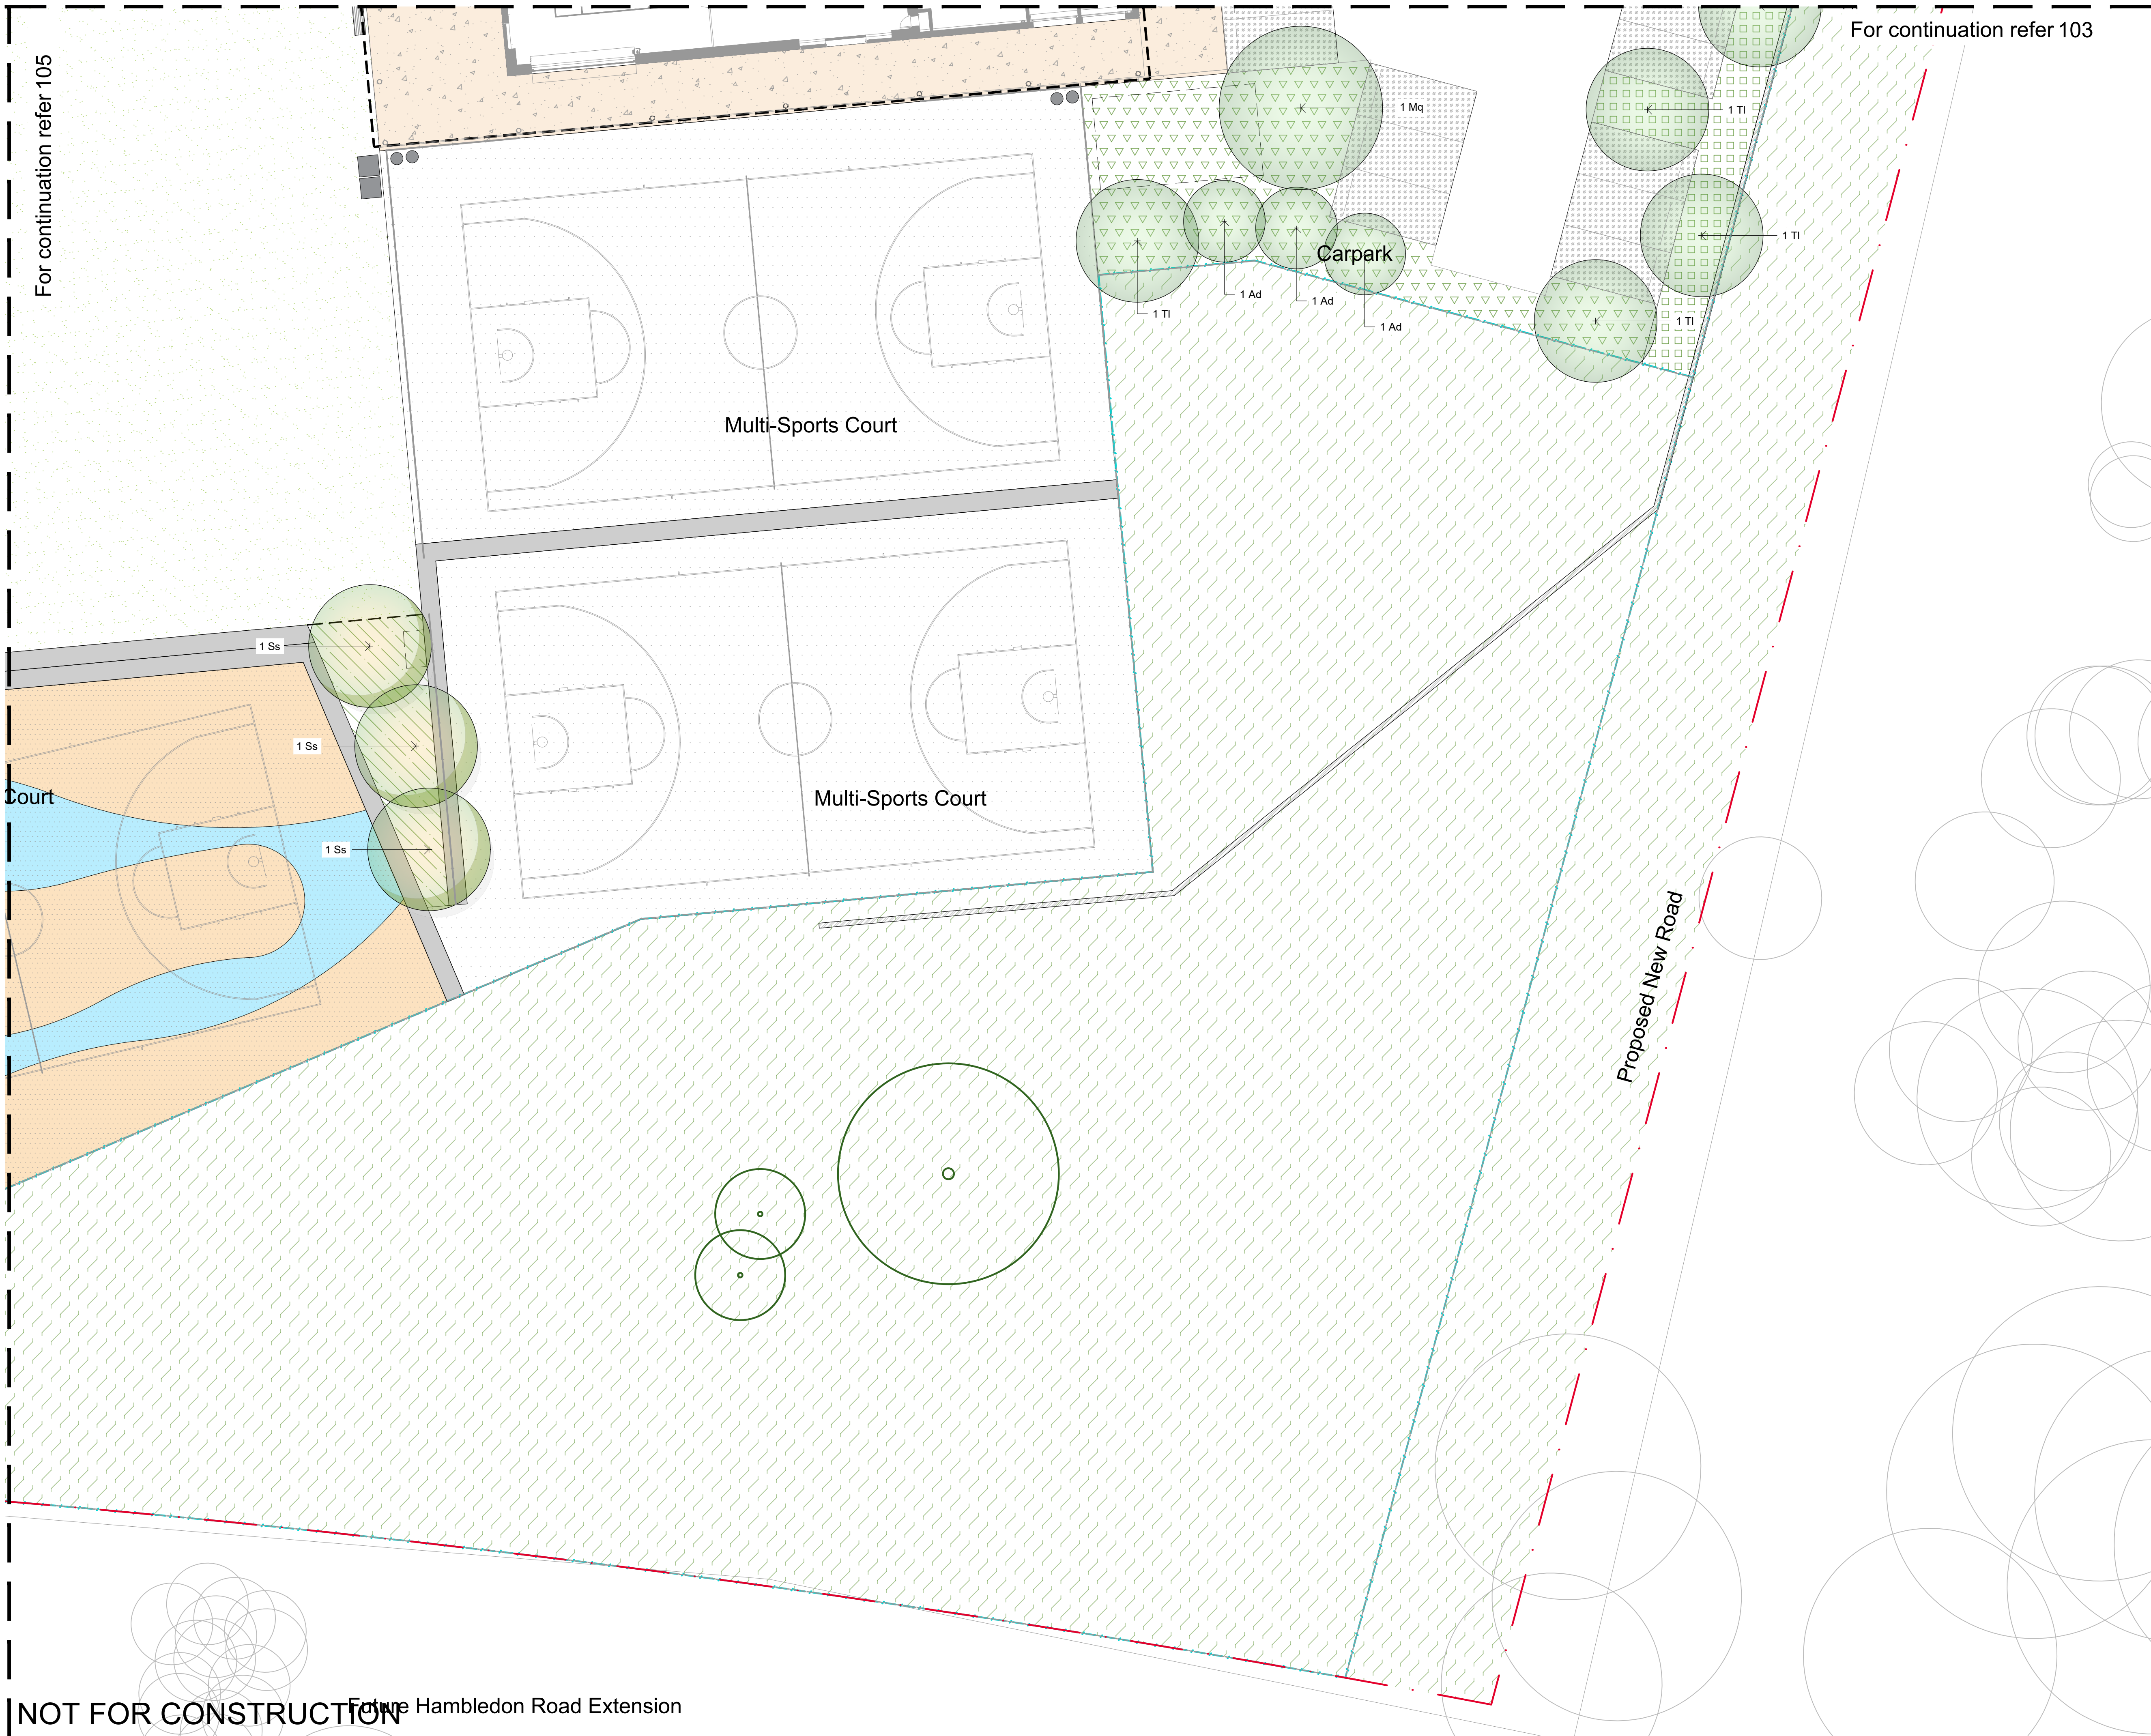 For continuation refer 103
For continuation refer 105
1 Mq
1 Tl
1 Tl
Carpark
1 Ad
1 Ad
1 Tl
1 Ad
1 Tl
Multi-Sports Court
1 Ss
1 Ss
Court
Multi-Sports Court
1 Ss
Proposed New Road
NOT FOR CONSTRUCTION
Future Hambledon Road Extension